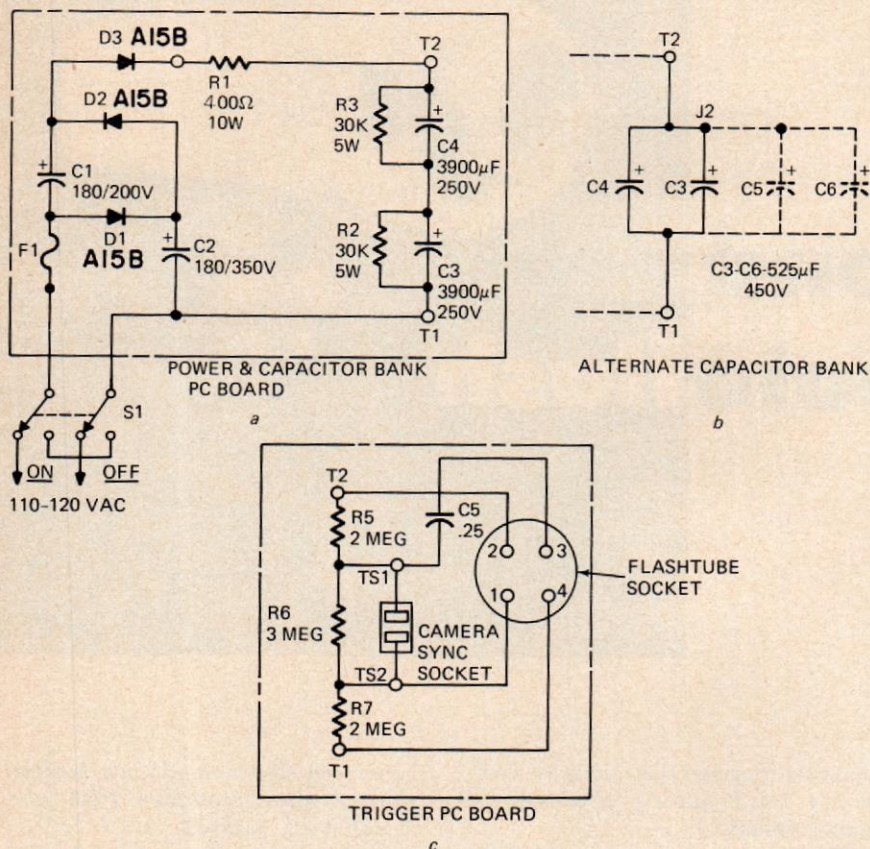 D3 A15B
T2
R1
400Ω
10W
D2 A15B
R3
30K
5W
+
C4
3900μF
250V
+
C1
180/200V
F1
D1
A15B
+
C2
180/350V
R2
30K
5W
+
C3
3900μF
250V
T1
POWER & CAPACITOR BANK
PC BOARD
S1
ON OFF
110–120 VAC
a
T2
J2
C4 + C3 + C5 + C6 +
C3-C6-525μF
450V
T1
ALTERNATE CAPACITOR BANK
b
T2
R5
2 MEG
C5
.25
2 3
TS1
FLASHTUBE
SOCKET
1 4
R6
3 MEG
CAMERA
SYNC
SOCKET
TS2
R7
2 MEG
T1
TRIGGER PC BOARD
c